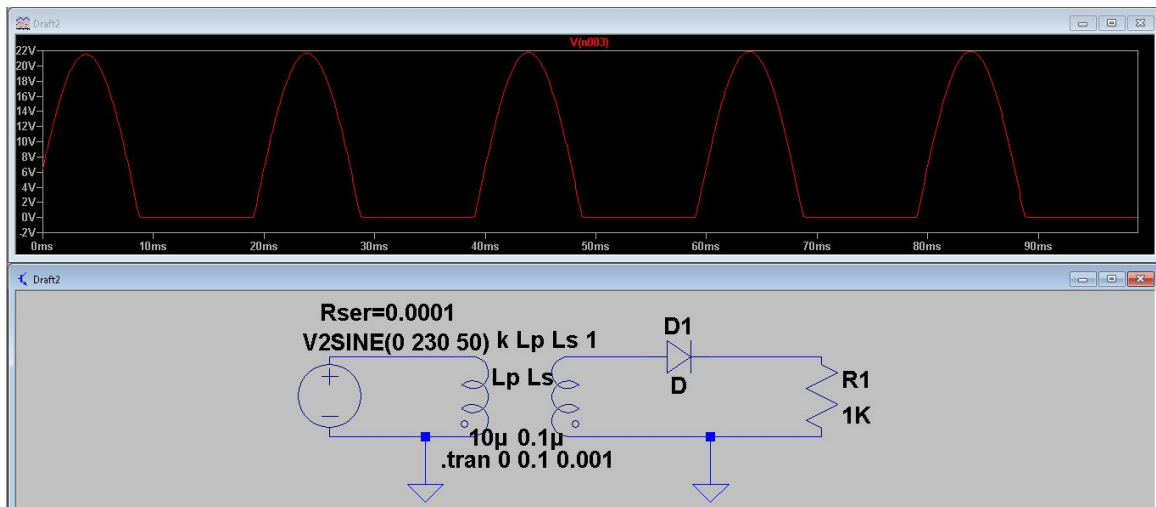 Draft2
V(n003)
22V
20V
18V
16V
14V
12V
10V
8V
6V
4V
2V
0V
-2V
0ms 10ms 20ms 30ms 40ms 50ms 60ms 70ms 80ms 90ms
Draft2
Rser=0.0001
V2SINE(0 230 50) k Lp Ls 1
D1
Lp Ls
D
R1
1K
10µ 0.1µ
.tran 0 0.1 0.001